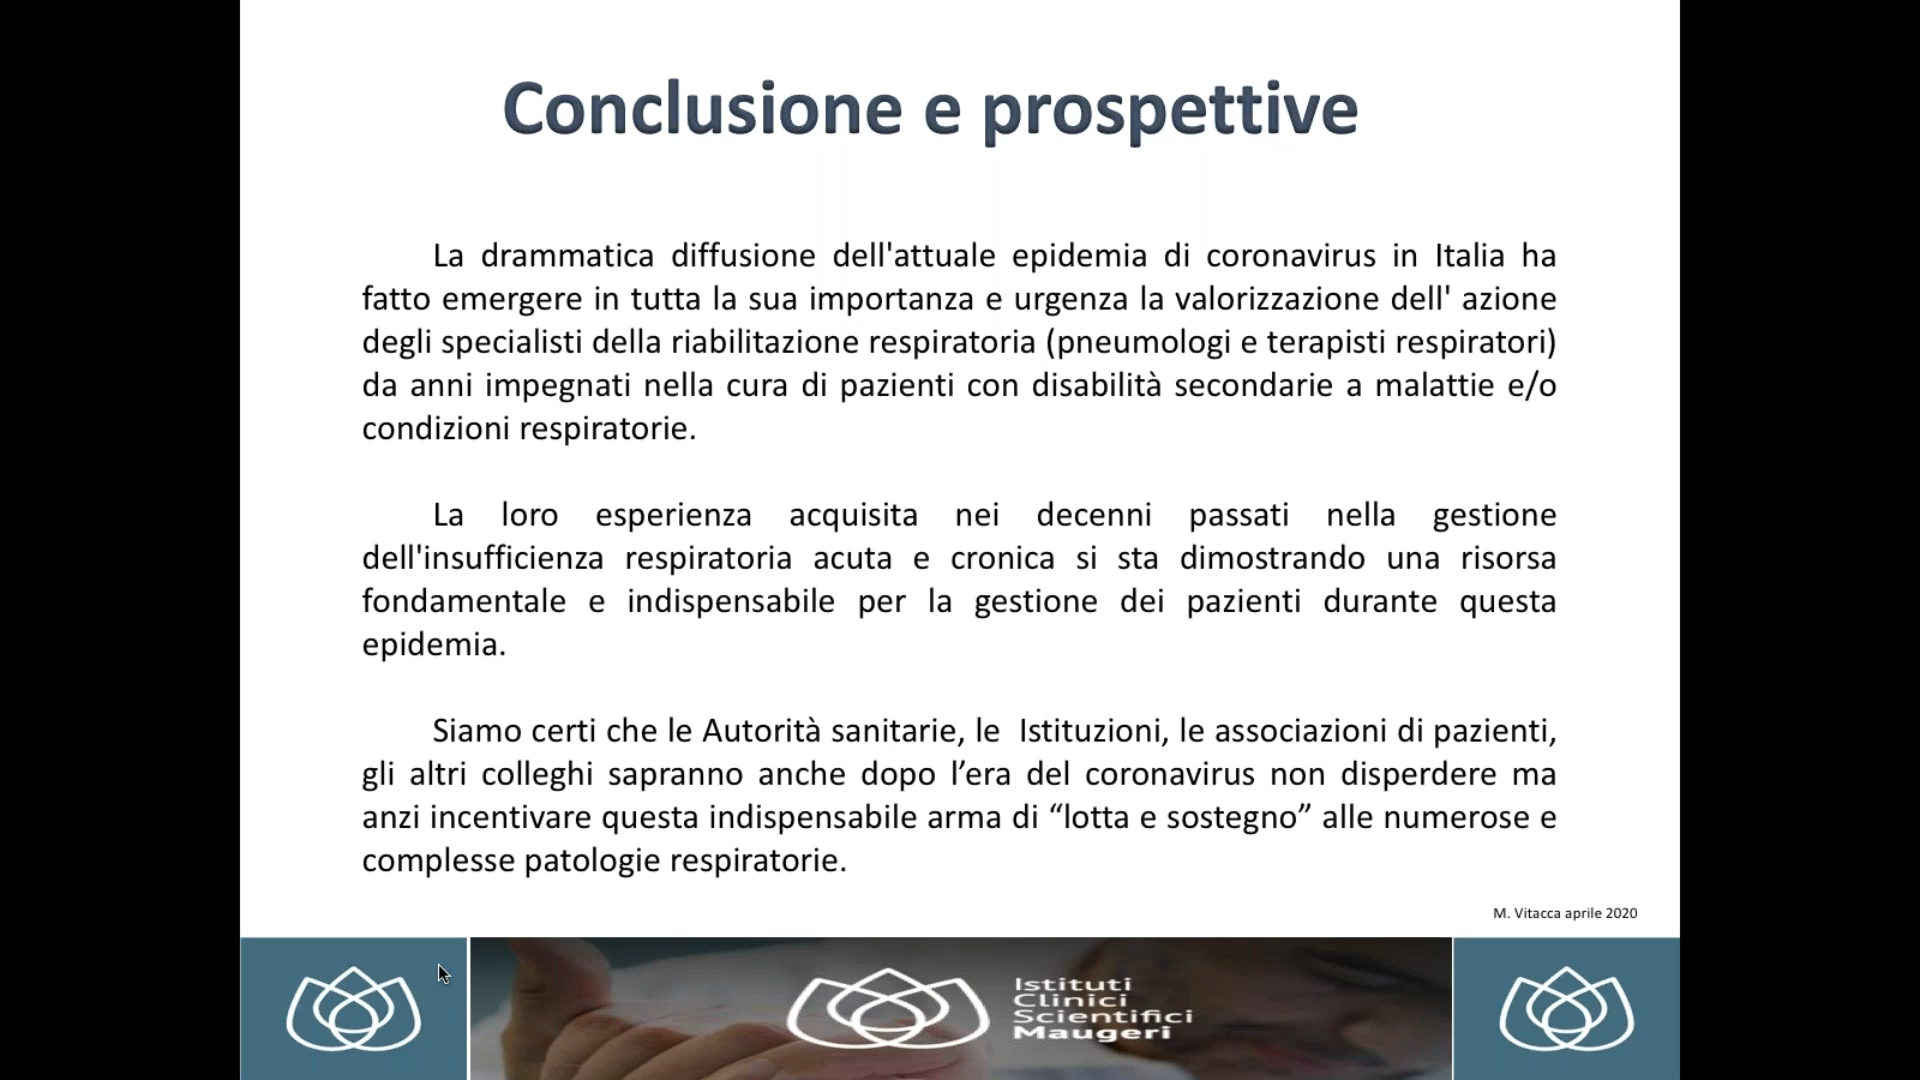 Conclusione e prospettive
La drammatica diffusione dell'attuale epidemia di coronavirus in Italia ha
fatto emergere in tutta la sua importanza e urgenza la valorizzazione dell' azione
degli specialisti della riabilitazione respiratoria (pneumologi e terapisti respiratori)
da anni impegnati nella cura di pazienti con disabilità secondarie a malattie e/o
condizioni respiratorie.
La loro esperienza acquisita nei decenni passati nella gestione
dell'insufficienza respiratoria acuta e cronica si sta dimostrando una risorsa
fondamentale e indispensabile per la gestione dei pazienti durante questa
epidemia.
Siamo certi che le Autorità sanitarie, le  Istituzioni, le associazioni di pazienti,
gli altri colleghi sapranno anche dopo l’era del coronavirus non disperdere ma
anzi incentivare questa indispensabile arma di “lotta e sostegno” alle numerose e
complesse patologie respiratorie.
M. Vitacca aprile 2020
Istituti
Clinici
Scientifici
Maugeri